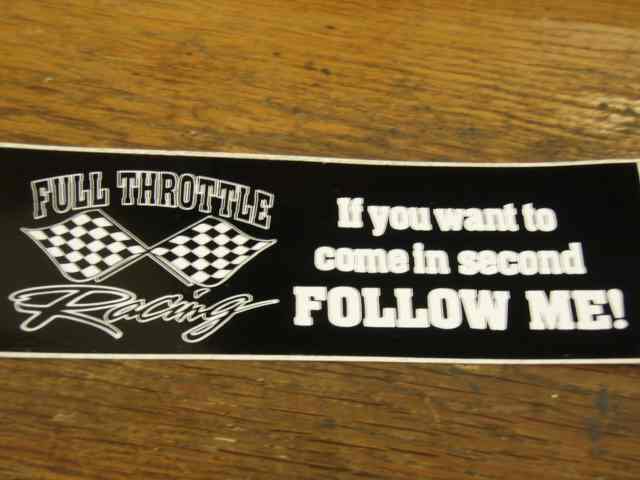 FULL THROTTLE
Racing
If you want to
come in second
FOLLOW ME!